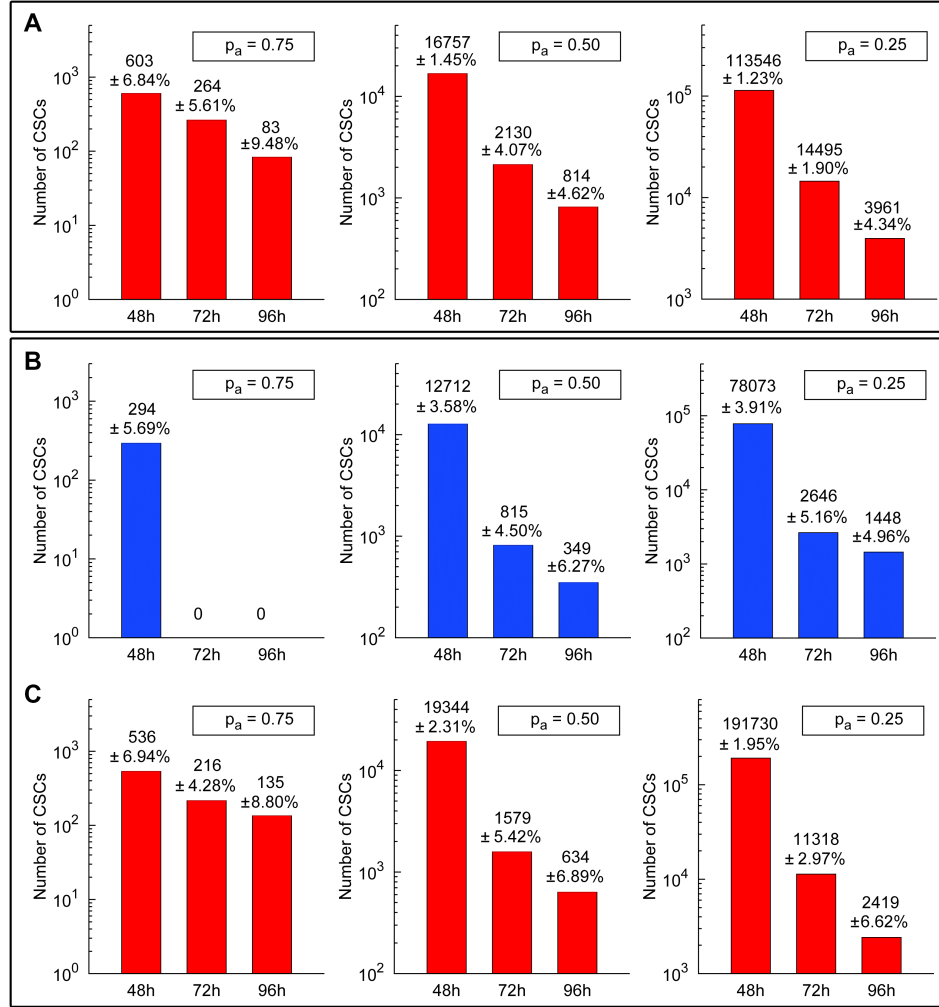 A
p_a = 0.75
Number of CSCs
10^3
10^2
10^1
10^0
603
±6.84%
264
±5.61%
83
±9.48%
48h
72h
96h
p_a = 0.50
Number of CSCs
10^4
10^3
10^2
16757
±1.45%
2130
±4.07%
814
±4.62%
48h
72h
96h
p_a = 0.25
Number of CSCs
10^5
10^4
10^3
113546
±1.23%
14495
±1.90%
3961
±4.34%
48h
72h
96h
B
p_a = 0.75
Number of CSCs
10^3
10^2
10^1
10^0
294
±5.69%
0
0
48h
72h
96h
p_a = 0.50
Number of CSCs
10^4
10^3
10^2
12712
±3.58%
815
±4.50%
349
±6.27%
48h
72h
96h
p_a = 0.25
Number of CSCs
10^5
10^4
10^3
10^2
78073
±3.91%
2646
±5.16%
1448
±4.96%
48h
72h
96h
C
p_a = 0.75
Number of CSCs
10^3
10^2
10^1
10^0
536
±6.94%
216
±4.28%
135
±8.80%
48h
72h
96h
p_a = 0.50
Number of CSCs
10^4
10^3
10^2
19344
±2.31%
1579
±5.42%
634
±6.89%
48h
72h
96h
p_a = 0.25
Number of CSCs
10^5
10^4
10^3
191730
±1.95%
11318
±2.97%
2419
±6.62%
48h
72h
96h